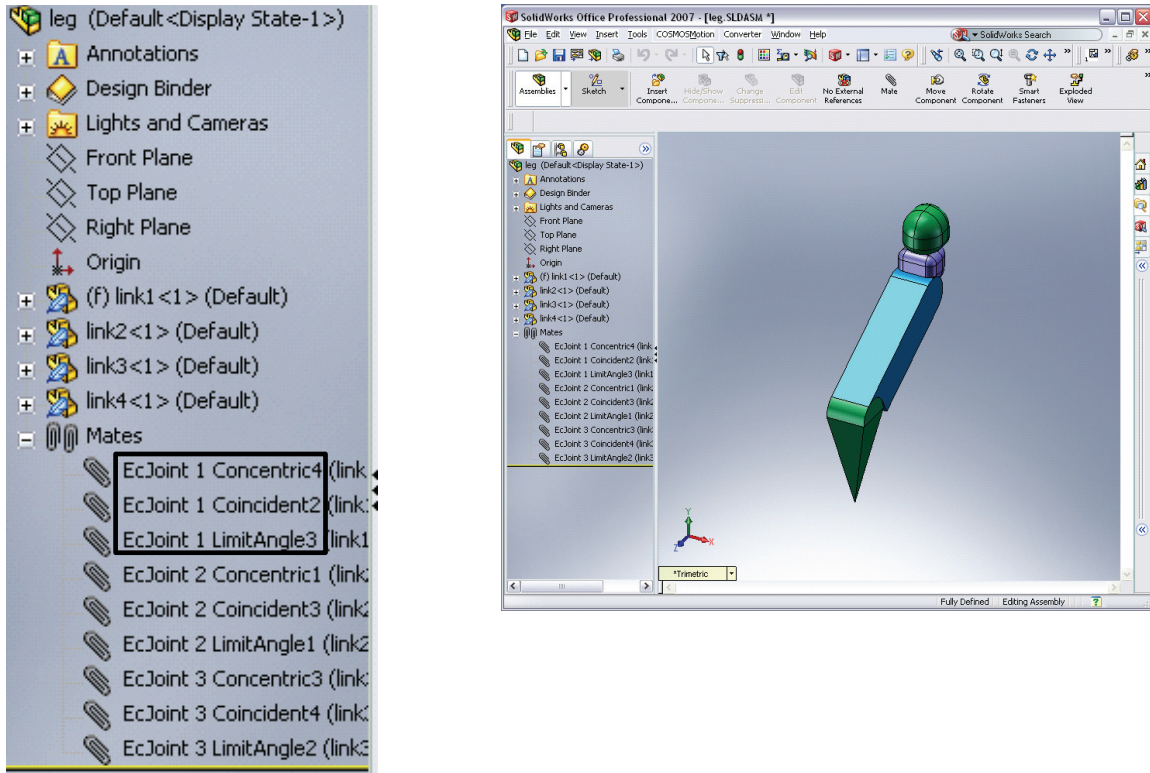 leg (Default<Display State-1>)
Annotations
Design Binder
Lights and Cameras
Front Plane
Top Plane
Right Plane
Origin
(f) link1<1> (Default)
link2<1> (Default)
link3<1> (Default)
link4<1> (Default)
Mates
EcJoint 1 Concentric4 (link
EcJoint 1 Coincident2 (link
EcJoint 1 LimitAngle3 (link1
EcJoint 2 Concentric1 (link
EcJoint 2 Coincident3 (link2
EcJoint 2 LimitAngle1 (link2
EcJoint 3 Concentric3 (link
EcJoint 3 Coincident4 (link
EcJoint 3 LimitAngle2 (link3
SolidWorks Office Professional 2007 - [leg.SLDASM *]
File Edit View Insert Tools COSMOSMotion Converter Window Help
SolidWorks Search
Assemblies
Sketch
Insert Compone...
Hide/Show Compone...
Change Suppressi...
Edit Component
No External References
Mate
Move Component
Rotate Component
Smart Fasteners
Exploded View
leg (Default<Display State-1>)
Annotations
Design Binder
Lights and Cameras
Front Plane
Top Plane
Right Plane
Origin
(f) link1<1> (Default)
link2<1> (Default)
link3<1> (Default)
link4<1> (Default)
Mates
EcJoint 1 Concentric4 (link
EcJoint 1 Coincident2 (link
EcJoint 1 LimitAngle3 (link1
EcJoint 2 Concentric1 (link
EcJoint 2 Coincident3 (link2
EcJoint 2 LimitAngle1 (link2
EcJoint 3 Concentric3 (link
EcJoint 3 Coincident4 (link
EcJoint 3 LimitAngle2 (link3
Y
X
Z
*Trimetric
Fully Defined
Editing Assembly